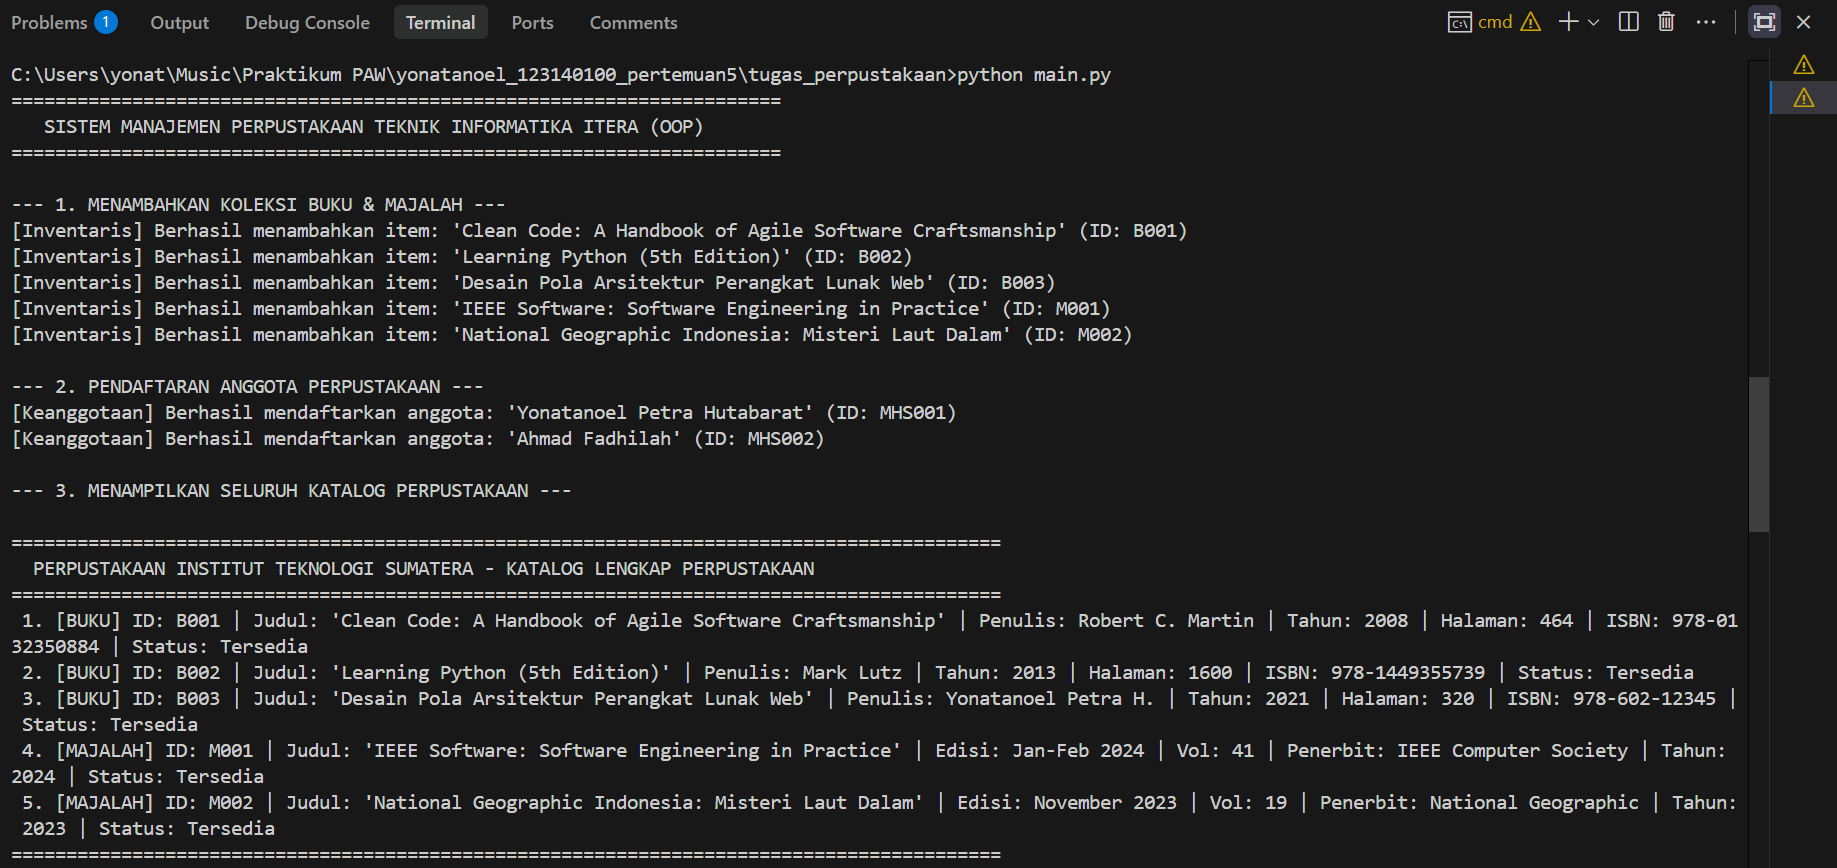 Problems 1 Output Debug Console Terminal Ports Comments cmd
C:\Users\yonat\Music\Praktikum PAW\yonatanoel_123140100_pertemuan5\tugas_perpustakaan>python main.py
======================================================================
   SISTEM MANAJEMEN PERPUSTAKAAN TEKNIK INFORMATIKA ITERA (OOP)
======================================================================
--- 1. MENAMBAHKAN KOLEKSI BUKU & MAJALAH ---
[Inventaris] Berhasil menambahkan item: 'Clean Code: A Handbook of Agile Software Craftsmanship' (ID: B001)
[Inventaris] Berhasil menambahkan item: 'Learning Python (5th Edition)' (ID: B002)
[Inventaris] Berhasil menambahkan item: 'Desain Pola Arsitektur Perangkat Lunak Web' (ID: B003)
[Inventaris] Berhasil menambahkan item: 'IEEE Software: Software Engineering in Practice' (ID: M001)
[Inventaris] Berhasil menambahkan item: 'National Geographic Indonesia: Misteri Laut Dalam' (ID: M002)
--- 2. PENDAFTARAN ANGGOTA PERPUSTAKAAN ---
[Keanggotaan] Berhasil mendaftarkan anggota: 'Yonatanoel Petra Hutabarat' (ID: MHS001)
[Keanggotaan] Berhasil mendaftarkan anggota: 'Ahmad Fadhilah' (ID: MHS002)
--- 3. MENAMPILKAN SELURUH KATALOG PERPUSTAKAAN ---
==========================================================================================
  PERPUSTAKAAN INSTITUT TEKNOLOGI SUMATERA - KATALOG LENGKAP PERPUSTAKAAN
==========================================================================================
 1. [BUKU] ID: B001 | Judul: 'Clean Code: A Handbook of Agile Software Craftsmanship' | Penulis: Robert C. Martin | Tahun: 2008 | Halaman: 464 | ISBN: 978-01
32350884 | Status: Tersedia
 2. [BUKU] ID: B002 | Judul: 'Learning Python (5th Edition)' | Penulis: Mark Lutz | Tahun: 2013 | Halaman: 1600 | ISBN: 978-1449355739 | Status: Tersedia
 3. [BUKU] ID: B003 | Judul: 'Desain Pola Arsitektur Perangkat Lunak Web' | Penulis: Yonatanoel Petra H. | Tahun: 2021 | Halaman: 320 | ISBN: 978-602-12345 |
 Status: Tersedia
 4. [MAJALAH] ID: M001 | Judul: 'IEEE Software: Software Engineering in Practice' | Edisi: Jan-Feb 2024 | Vol: 41 | Penerbit: IEEE Computer Society | Tahun:
2024 | Status: Tersedia
 5. [MAJALAH] ID: M002 | Judul: 'National Geographic Indonesia: Misteri Laut Dalam' | Edisi: November 2023 | Vol: 19 | Penerbit: National Geographic | Tahun:
 2023 | Status: Tersedia
==========================================================================================